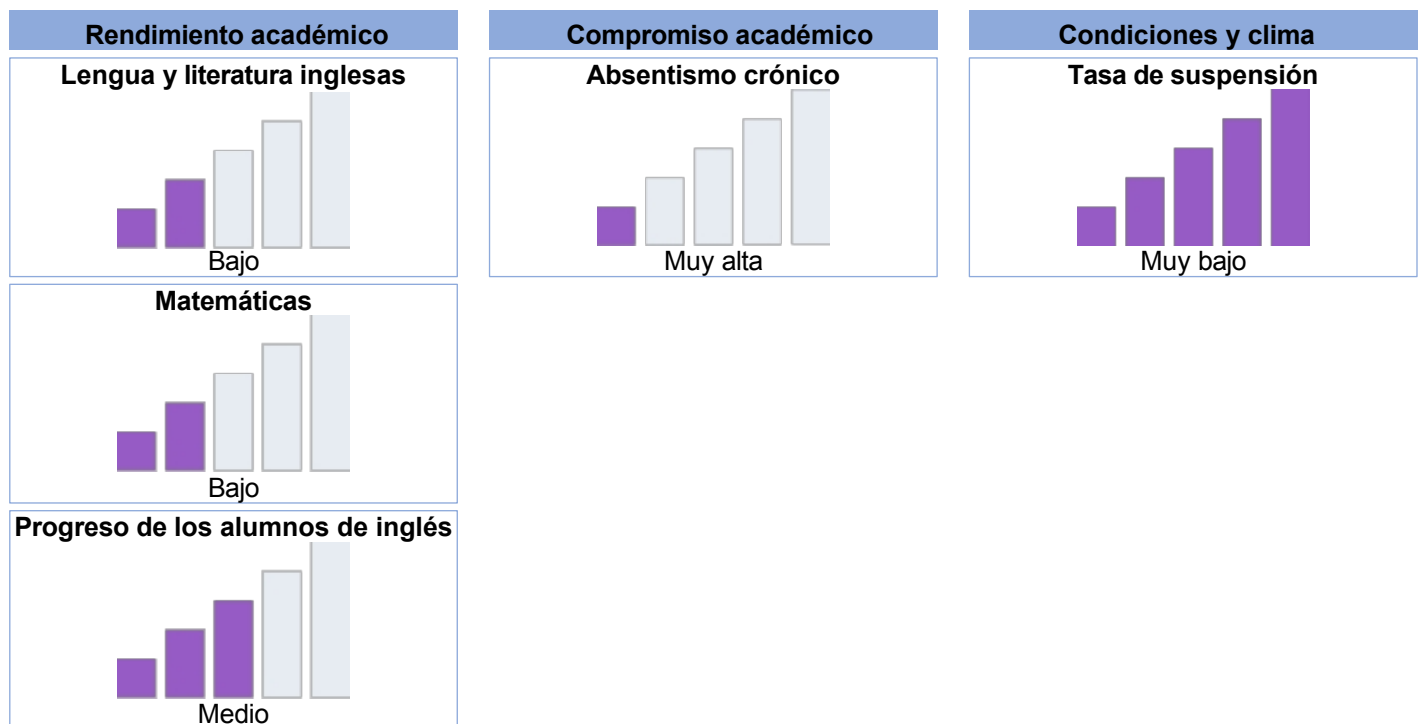 Rendimiento académico
Compromiso académico
Condiciones y clima
Lengua y literatura inglesas
Bajo
Absentismo crónico
Muy alta
Tasa de suspensión
Muy bajo
Matemáticas
Bajo
Progreso de los alumnos de inglés
Medio